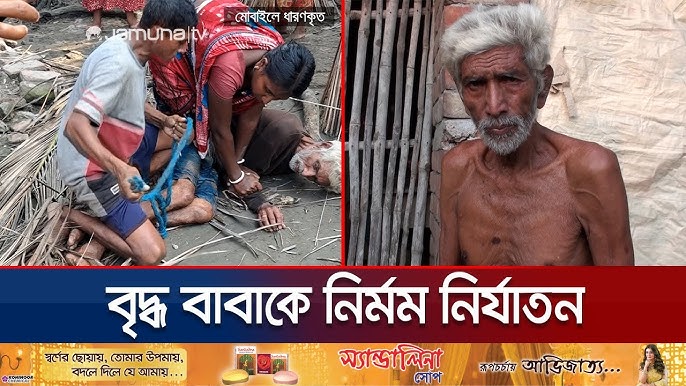 jamuna.tv
মোবাইলে ধারণকৃত
বৃদ্ধ বাবাকে নির্মম নির্যাতন
স্বর্ণের ছোঁয়ায়, তোমার উপমায়,
বদলে দিলে যে আমায়...
স্যান্ডালিনা
সোপ
রূপচর্চায় আভিজাত্য...